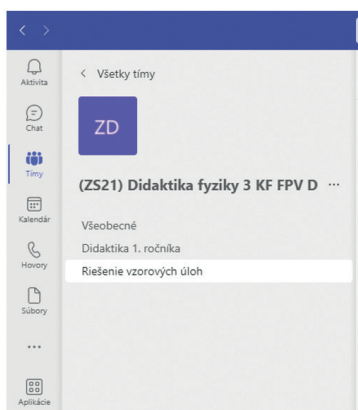 Aktivita
Chat
Tímy
Kalendár
Hovory
Súbory
Aplikácie
Všetky tímy
ZD
(ZS21) Didaktika fyziky 3 KF FPV D ...
Všeobecné
Didaktika 1. ročníka
Riešenie vzorových úloh